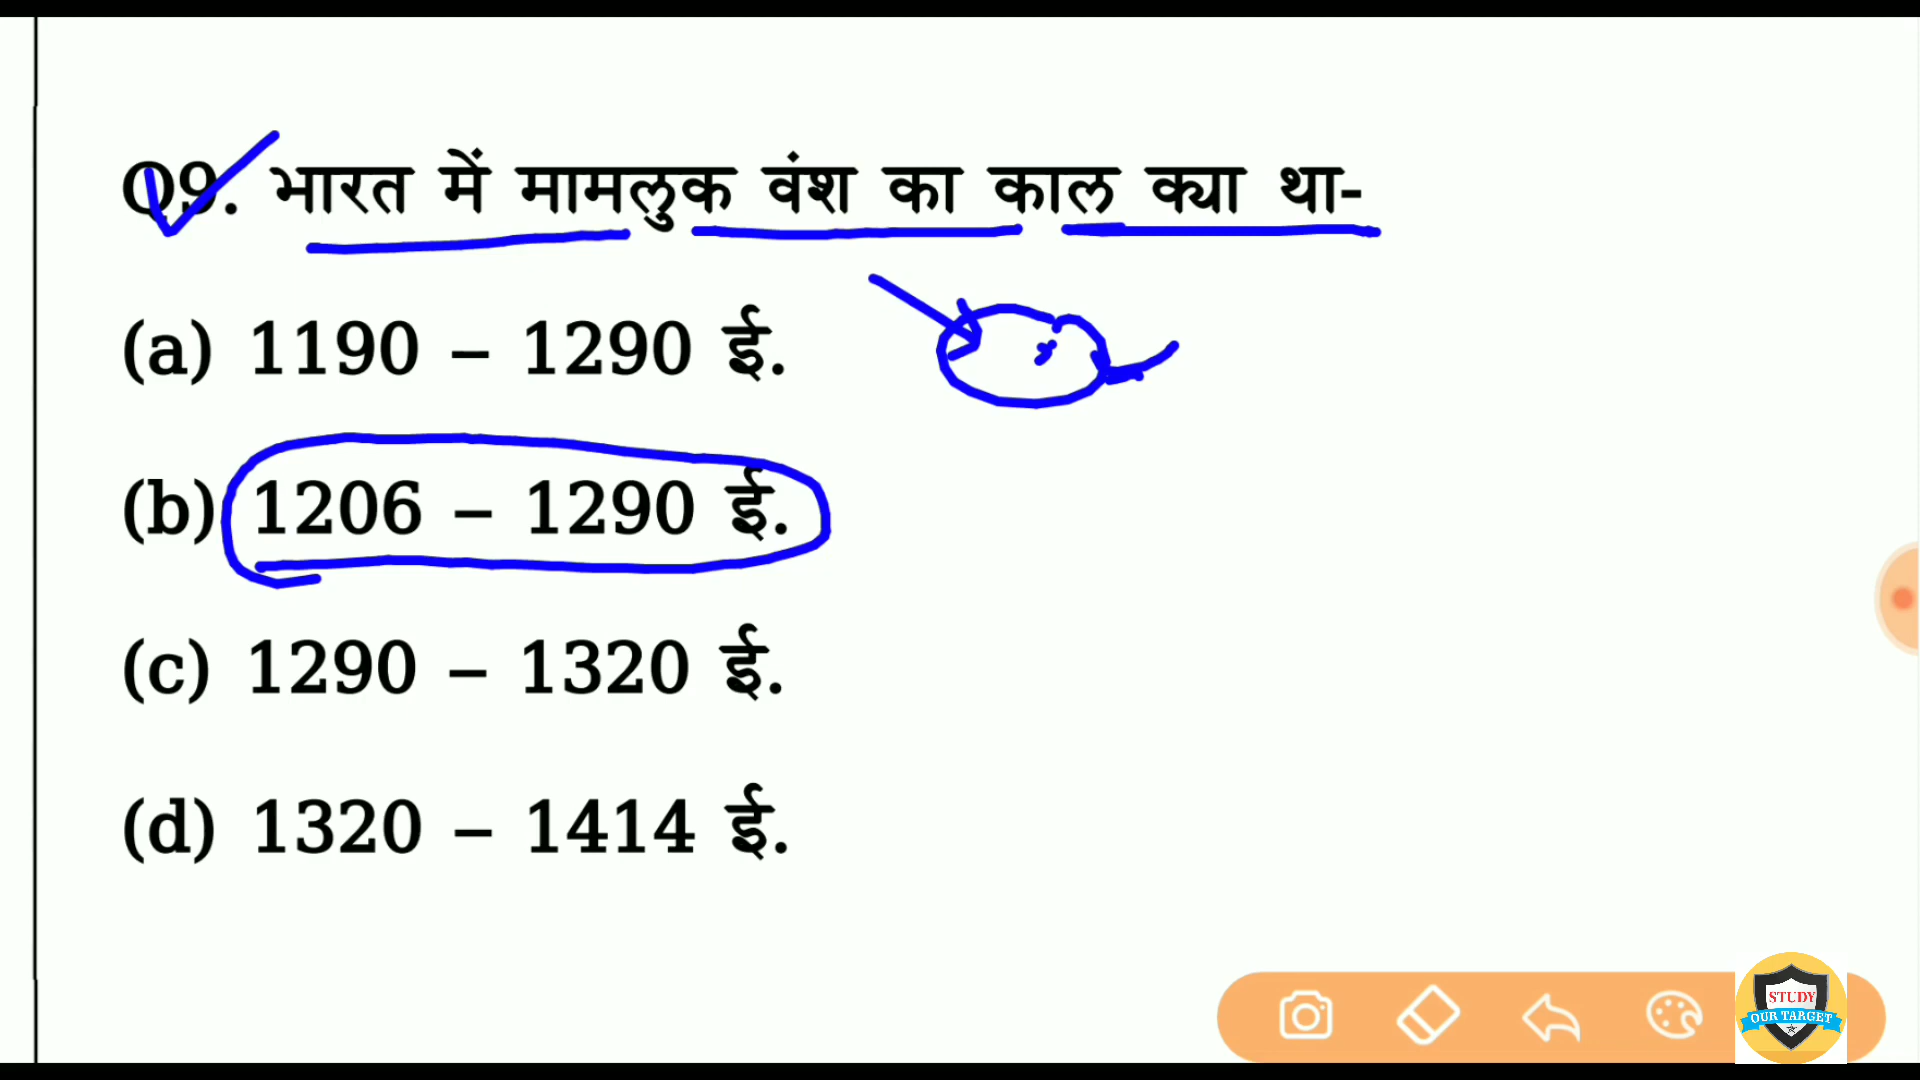 Q9. भारत में मामलुक वंश का काल क्या था-
(a) 1190 – 1290 ई.
(b) 1206 – 1290 ई.
(c) 1290 – 1320 ई.
(d) 1320 – 1414 ई.
STUDY
OUR TARGET